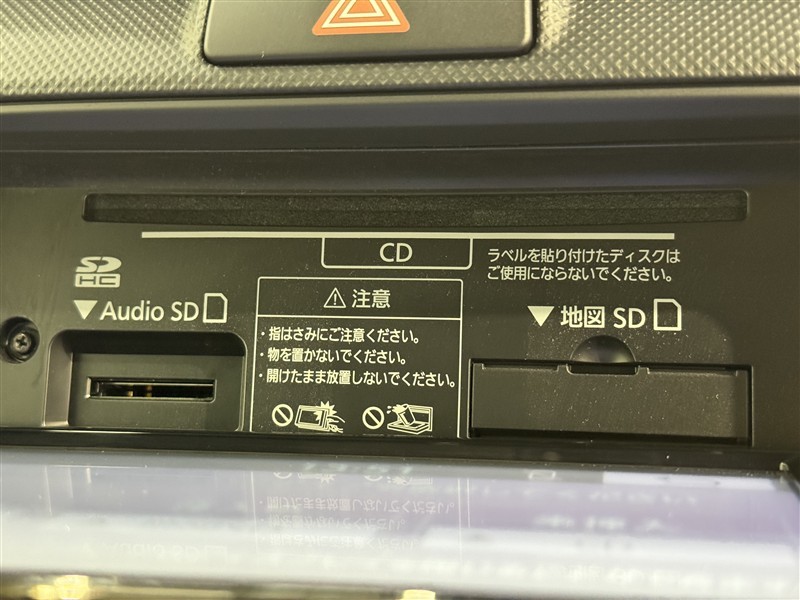 CD
ラベルを貼り付けたディスクは
ご使用にならないでください。
SD
HC
▼Audio SD
⚠注意
・指はさみにご注意ください。
・物を置かないでください。
・開けたまま放置しないでください。
▼地図 SD